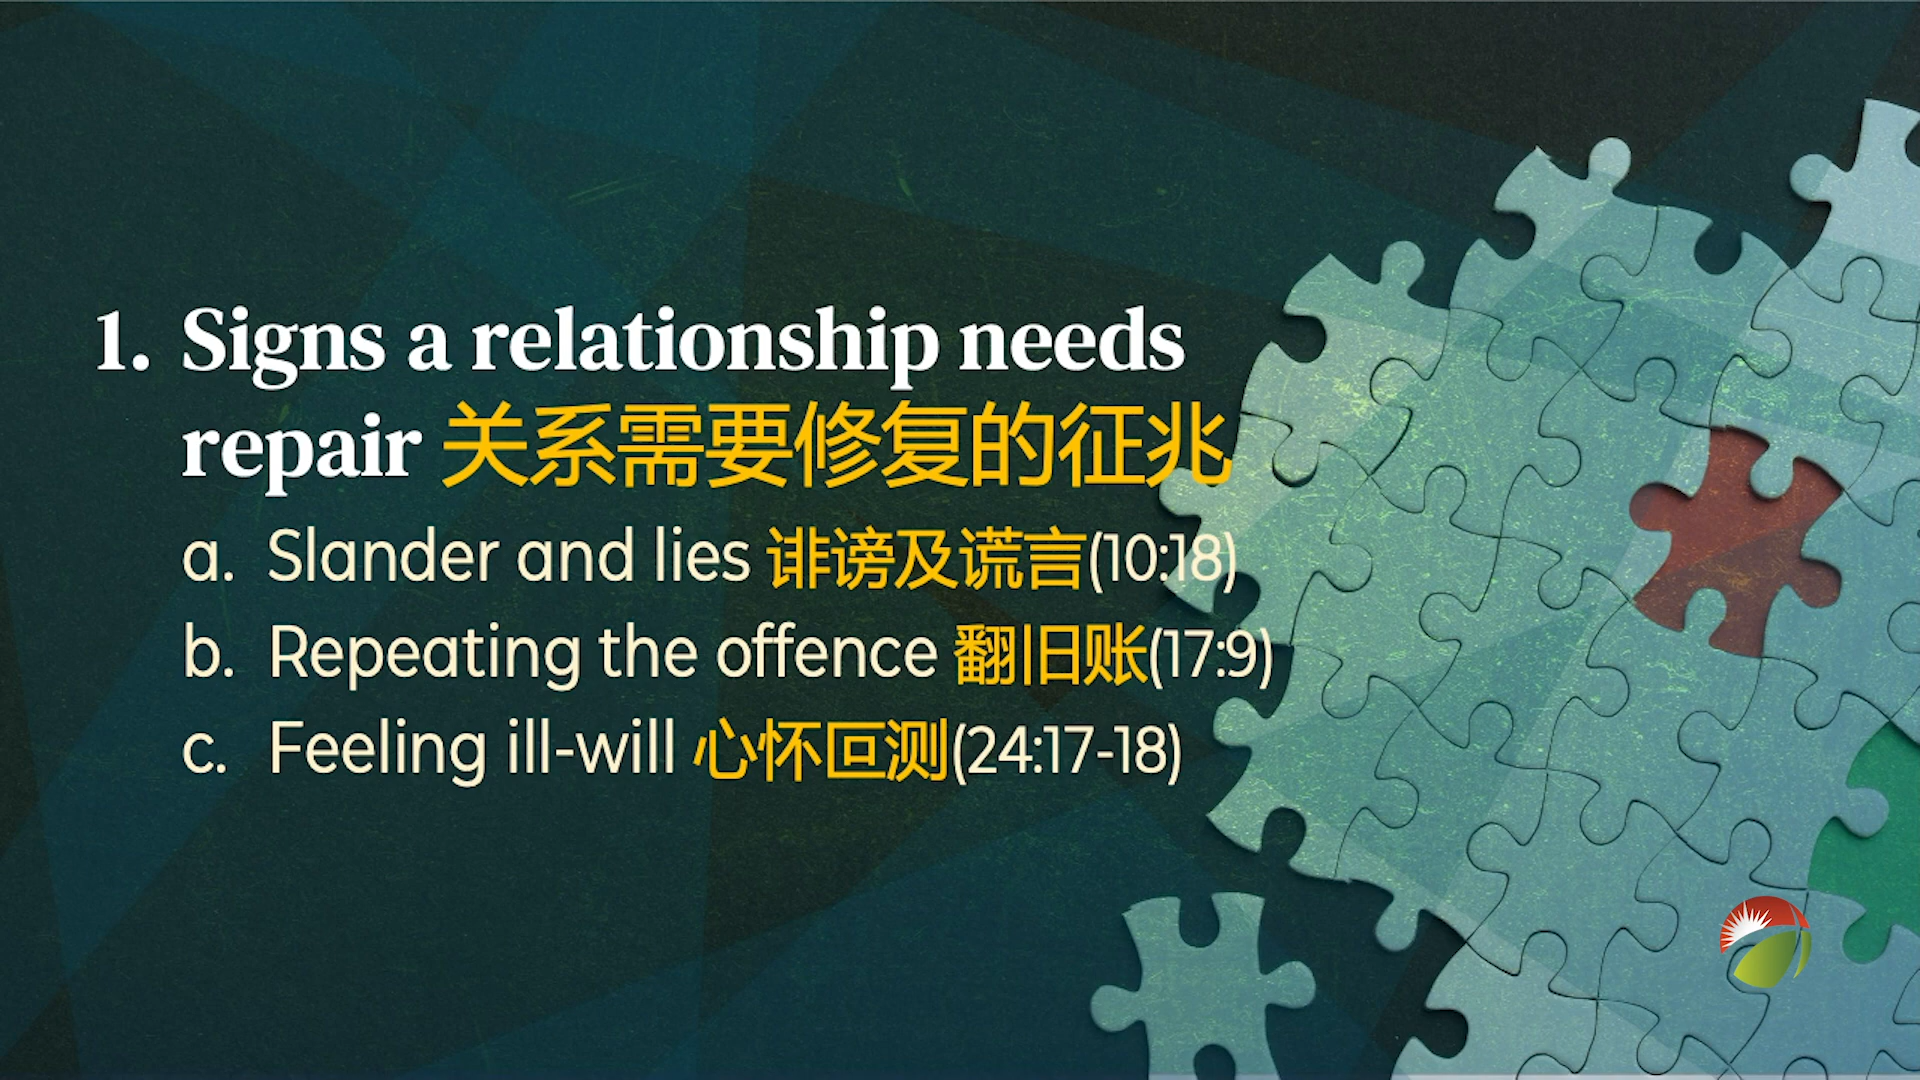 1. Signs a relationship needs
repair 关系需要修复的征兆
a. Slander and lies 诽谤及谎言(10:18)
b. Repeating the offence 翻旧账(17:9)
c. Feeling ill-will 心怀叵测(24:17-18)